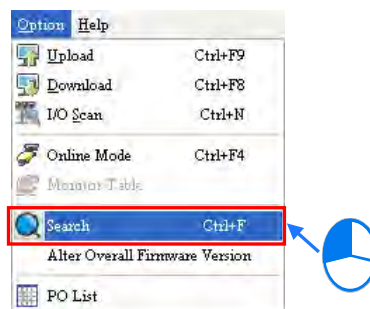 Option Help
Upload Ctrl+F9
Download Ctrl+F8
I/O Scan Ctrl+N
Online Mode Ctrl+F4
Monitor Table
Search Ctrl+F
Alter Overall Firmware Version
PO List